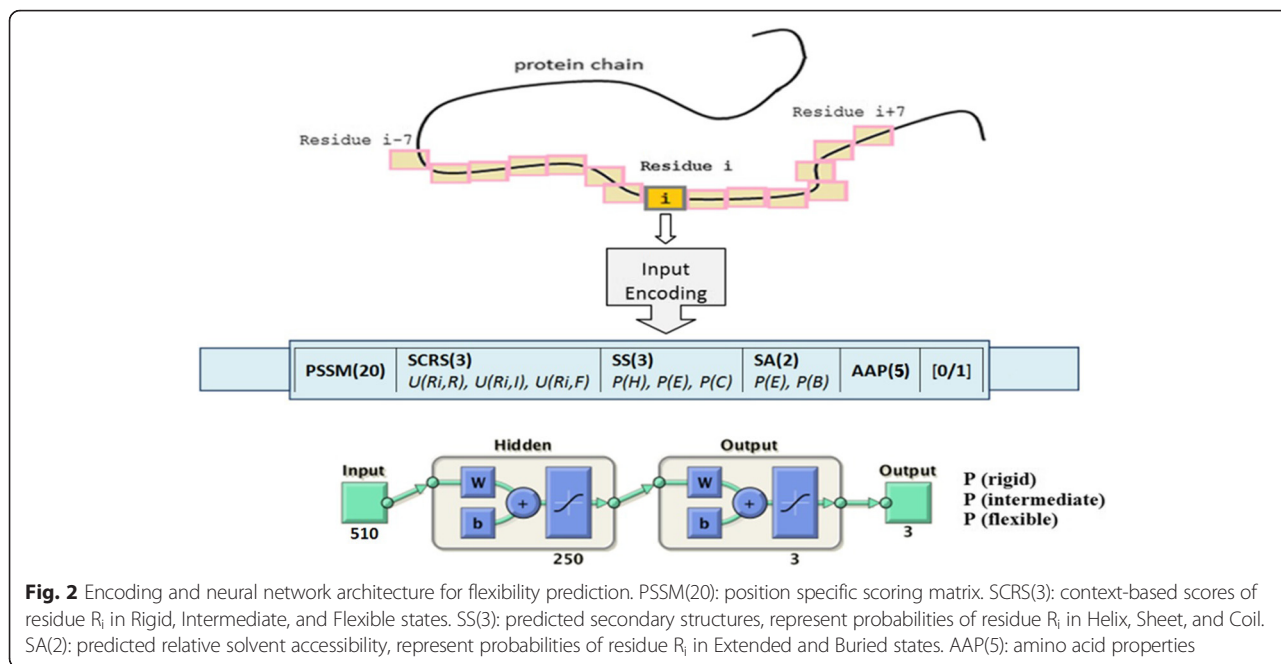 protein chain
Residue i-7
Residue i+7
Residue i
i
Input
Encoding
PSSM(20)
SCRS(3)
U(Ri,R), U(Ri,I), U(Ri,F)
SS(3)
P(H), P(E), P(C)
SA(2)
P(E), P(B)
AAP(5)
[0/1]
Hidden
Output
Input
W
+
b
W
+
b
Output
510
250
3
3
P (rigid)
P (intermediate)
P (flexible)
Fig. 2 Encoding and neural network architecture for flexibility prediction. PSSM(20): position specific scoring matrix. SCRS(3): context-based scores of
residue Ri in Rigid, Intermediate, and Flexible states. SS(3): predicted secondary structures, represent probabilities of residue Ri in Helix, Sheet, and Coil.
SA(2): predicted relative solvent accessibility, represent probabilities of residue Ri in Extended and Buried states. AAP(5): amino acid properties